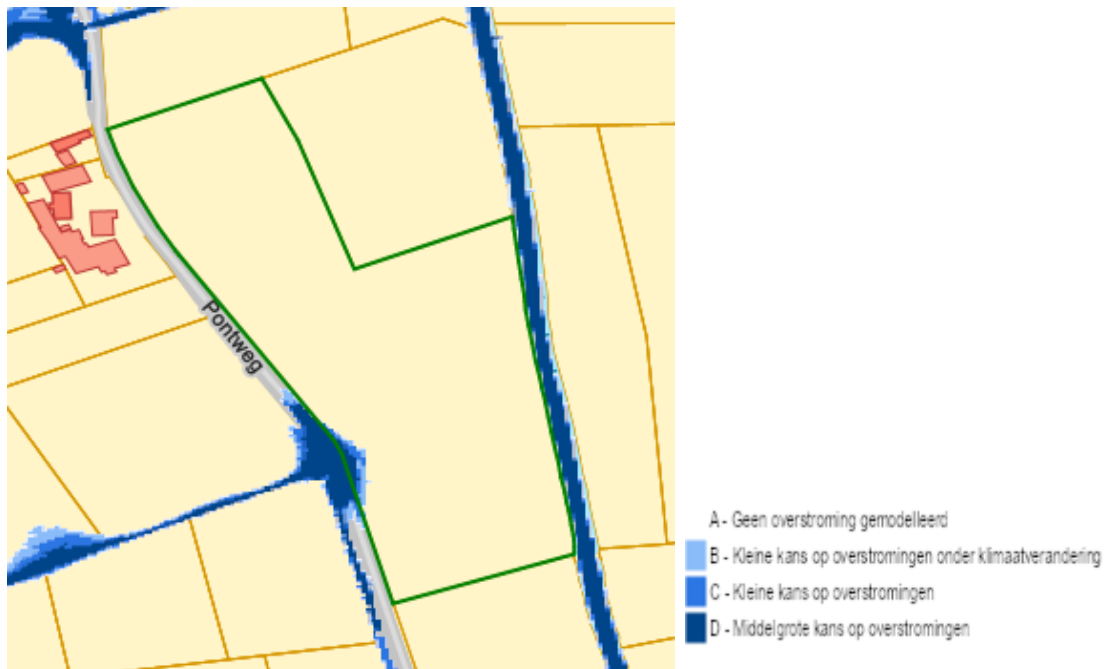 Pontweg
A - Geen overstroming gemodelleerd
B - Kleine kans op overstromingen onder klimaatverandering
C - Kleine kans op overstromingen
D - Middelgrote kans op overstromingen